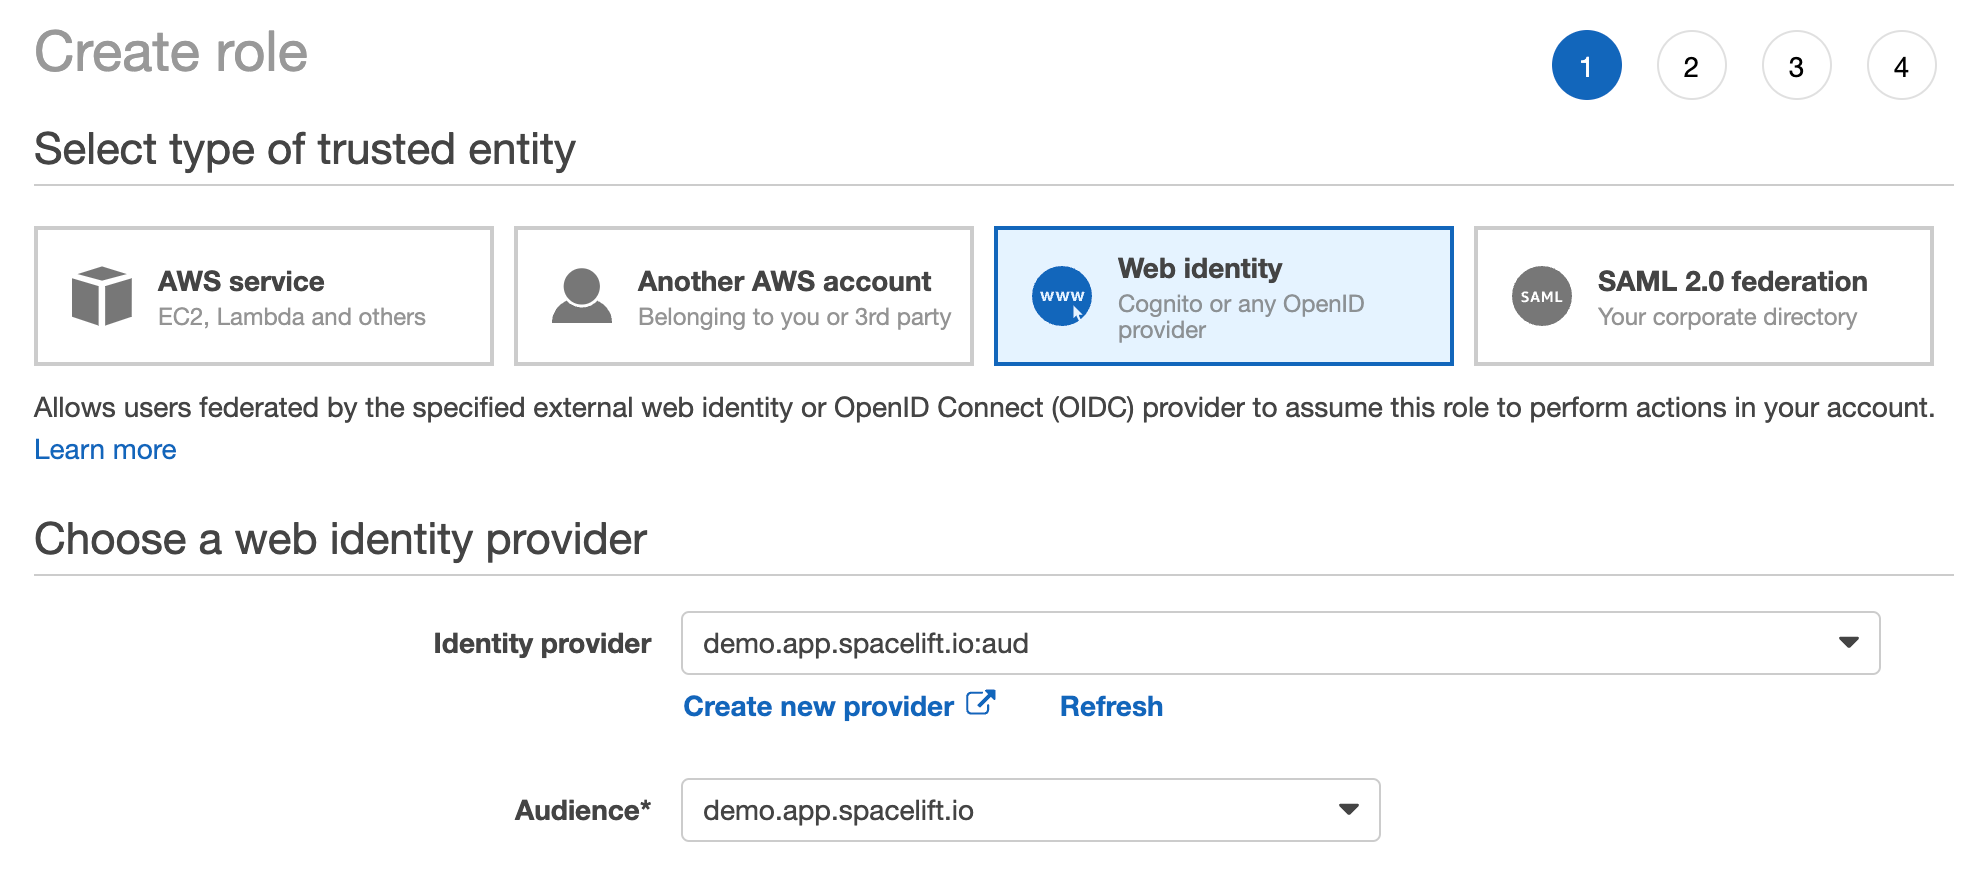 Create role
1 2 3 4
Select type of trusted entity
AWS service
EC2, Lambda and others
Another AWS account
Belonging to you or 3rd party
www
Web identity
Cognito or any OpenID
provider
SAML
SAML 2.0 federation
Your corporate directory
Allows users federated by the specified external web identity or OpenID Connect (OIDC) provider to assume this role to perform actions in your account.
Learn more
Choose a web identity provider
Identity provider demo.app.spacelift.io:aud
Create new provider Refresh
Audience* demo.app.spacelift.io